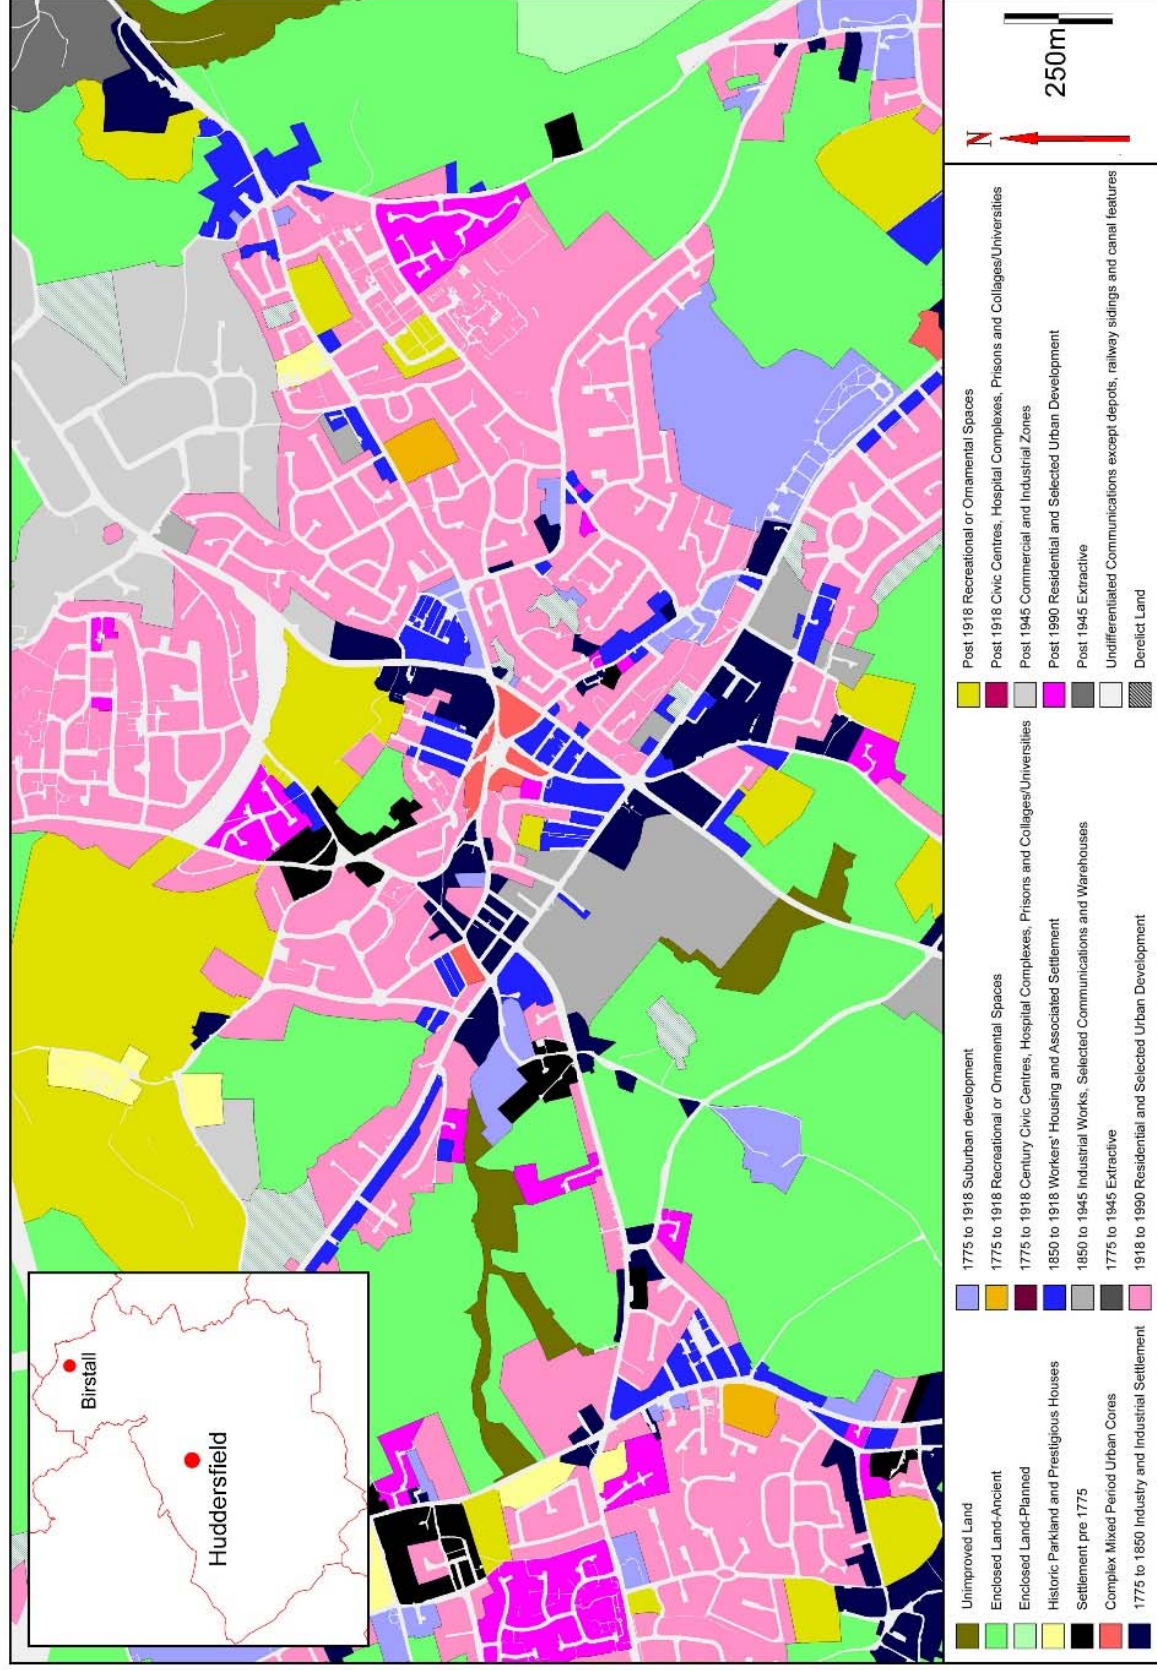 Birstall
Huddersfield
Unimproved Land
Enclosed Land-Ancient
Enclosed Land-Planned
Historic Parkland and Prestigious Houses
Settlement pre 1775
Complex Mixed Period Urban Cores
1775 to 1850 Industry and Industrial Settlement
1775 to 1918 Suburban development
1775 to 1918 Recreational or Ornamental Spaces
1775 to 1918 Century Civic Centres, Hospital Complexes, Prisons and Collages/Universities
1850 to 1918 Workers' Housing and Associated Settlement
1850 to 1945 Industrial Works, Selected Communications and Warehouses
1775 to 1945 Extractive
1918 to 1990 Residential and Selected Urban Development
Post 1918 Recreational or Ornamental Spaces
Post 1918 Civic Centres, Hospital Complexes, Prisons and Collages/Universities
Post 1945 Commercial and Industrial Zones
Post 1990 Residential and Selected Urban Development
Post 1945 Extractive
Undifferentiated Communications except depots, railway sidings and canal features
Derelict Land
N
250m